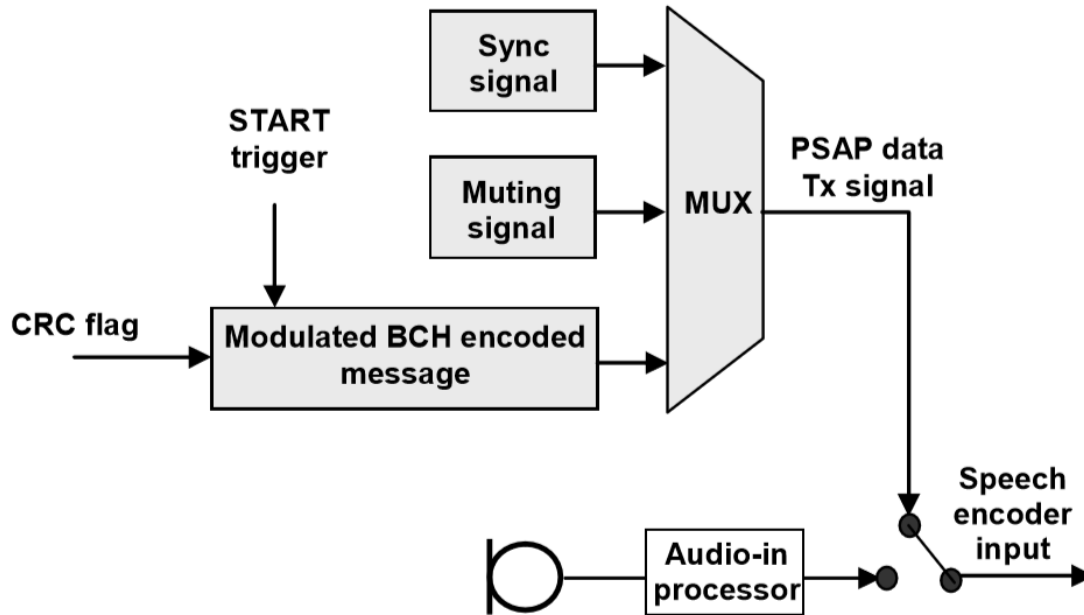 Sync
signal
START
trigger
PSAP data
Tx signal
Muting
signal
MUX
CRC flag
Modulated BCH encoded
message
Speech
encoder
input
Audio-in
processor